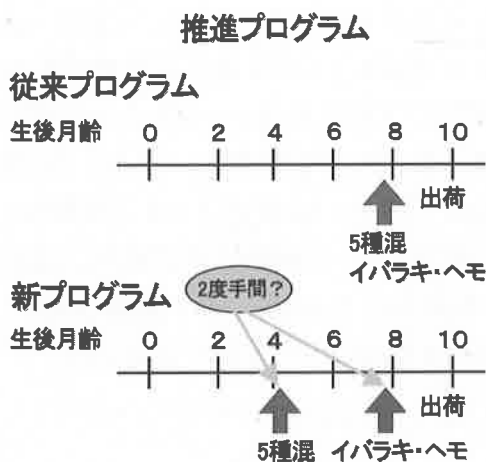 推進プログラム
従来プログラム
生後月齢 0 2 4 6 8 10
出荷
5種混
イバラキ・ヘモ
新プログラム
2度手間?
生後月齢 0 2 4 6 8 10
出荷
5種混 イバラキ・ヘモ